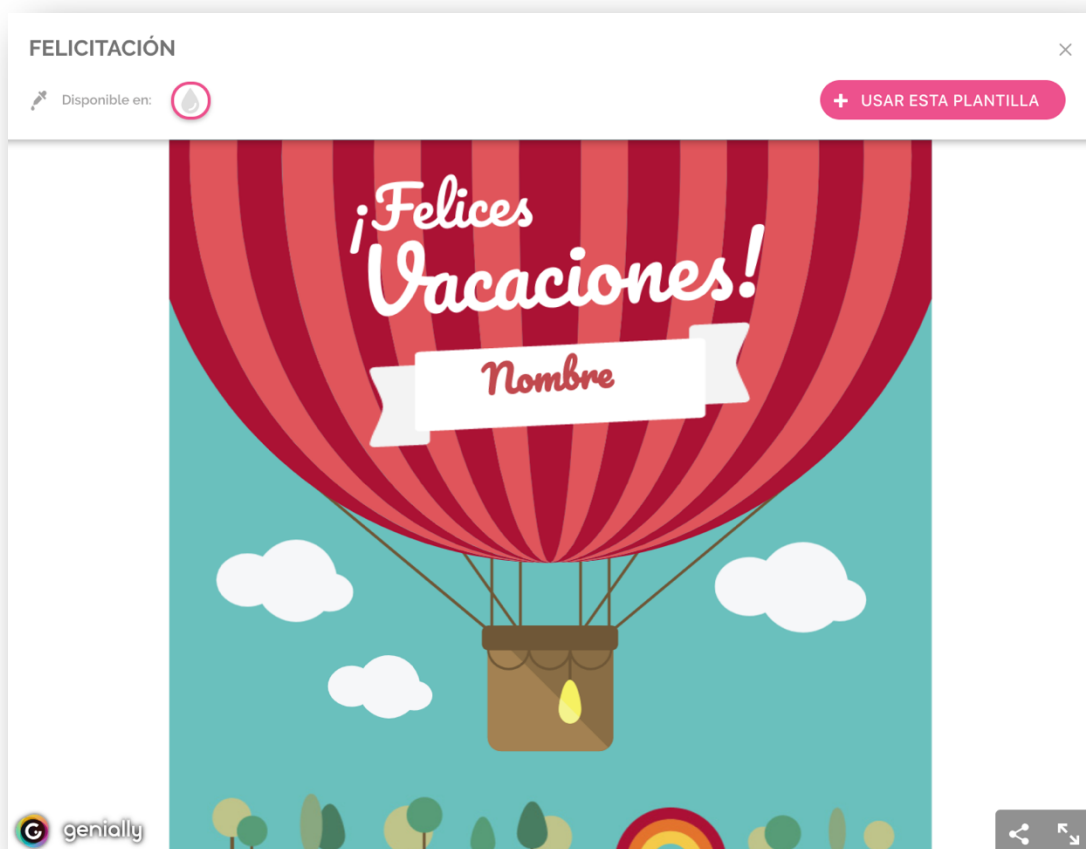 FELICITACIÓN
Disponible en:
USAR ESTA PLANTILLA
¡Felices
Vacaciones!
Nombre
genially